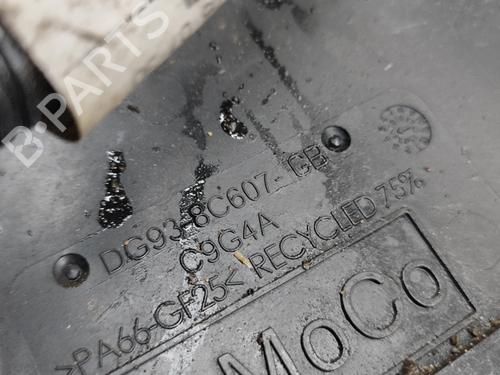 B-PARTS
DG93-8C607-GB
C9G4A
>PA66-GF25< RECYCLED 75%
MoCo